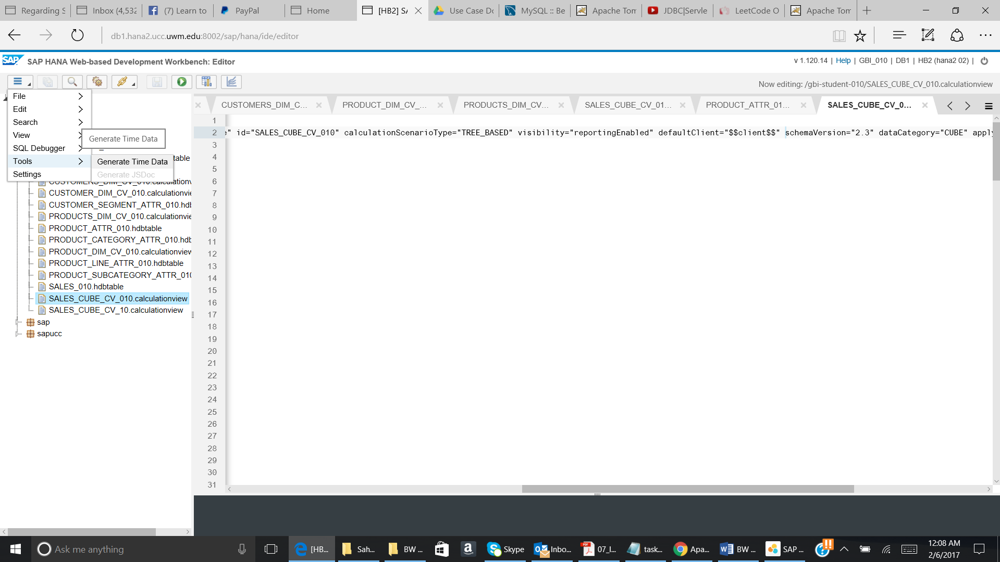 Regarding S
Inbox (4,532
(7) Learn to
PayPal
Home
[HB2] SA
Use Case Do
MySQL :: Be
Apache Tom
JDBC|Servle
LeetCode O
Apache Tom
db1.hana2.ucc.uwm.edu:8002/sap/hana/ide/editor
SAP
SAP HANA Web-based Development Workbench: Editor
v 1.120.14 | Help | GBI_010 | DB1 | HB2 (hana2 02) |
Now editing: /gbi-student-010/SALES_CUBE_CV_010.calculationview
File
Edit
Search
View
SQL Debugger
Tools
Settings
Generate Time Data
Generate Time Data
Generate JSDoc
table
CUSTOMERS_DIM_CV_010.calculationv
CUSTOMER_DIM_CV_010.calculationvie
CUSTOMER_SEGMENT_ATTR_010.hdb
PRODUCTS_DIM_CV_010.calculationvie
PRODUCT_ATTR_010.hdbtable
PRODUCT_CATEGORY_ATTR_010.hdb
PRODUCT_DIM_CV_010.calculationview
PRODUCT_LINE_ATTR_010.hdbtable
PRODUCT_SUBCATEGORY_ATTR_010
SALES_010.hdbtable
SALES_CUBE_CV_010.calculationview
SALES_CUBE_CV_10.calculationview
sap
sapucc
CUSTOMERS_DIM_C...
PRODUCT_DIM_CV_...
PRODUCTS_DIM_CV...
SALES_CUBE_CV_01...
PRODUCT_ATTR_01...
SALES_CUBE_CV_0...
1
2 e" id="SALES_CUBE_CV_010" calculationScenarioType="TREE_BASED" visibility="reportingEnabled" defaultClient="$$client$$" schemaVersion="2.3" dataCategory="CUBE" apply
3
4
5
6
7
8
9
10
11
12
13
14
15
16
17
18
19
20
21
22
23
24
25
26
27
28
29
30
31
Ask me anything
[HB...
Sah...
BW ...
Skype
Inbo...
07_I...
task...
Apa...
BW ...
SAP ...
12:08 AM
2/6/2017